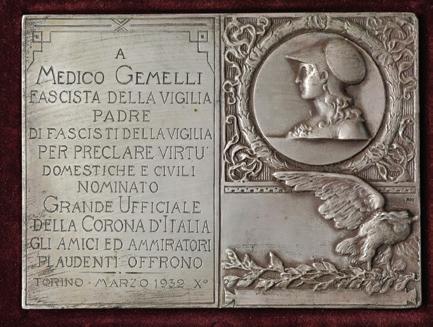 A
MEDICO GEMELLI
FASCISTA DELLA VIGILIA
PADRE
DI FASCISTI DELLA VIGILIA
PER PRECLARE VIRTU'
DOMESTICHE E CIVILI
NOMINATO
GRANDE UFFICIALE
DELLA CORONA D'ITALIA
GLI AMICI ED AMMIRATORI
PLAUDENTI OFFRONO
TORINO - MARZO 1932 Xº